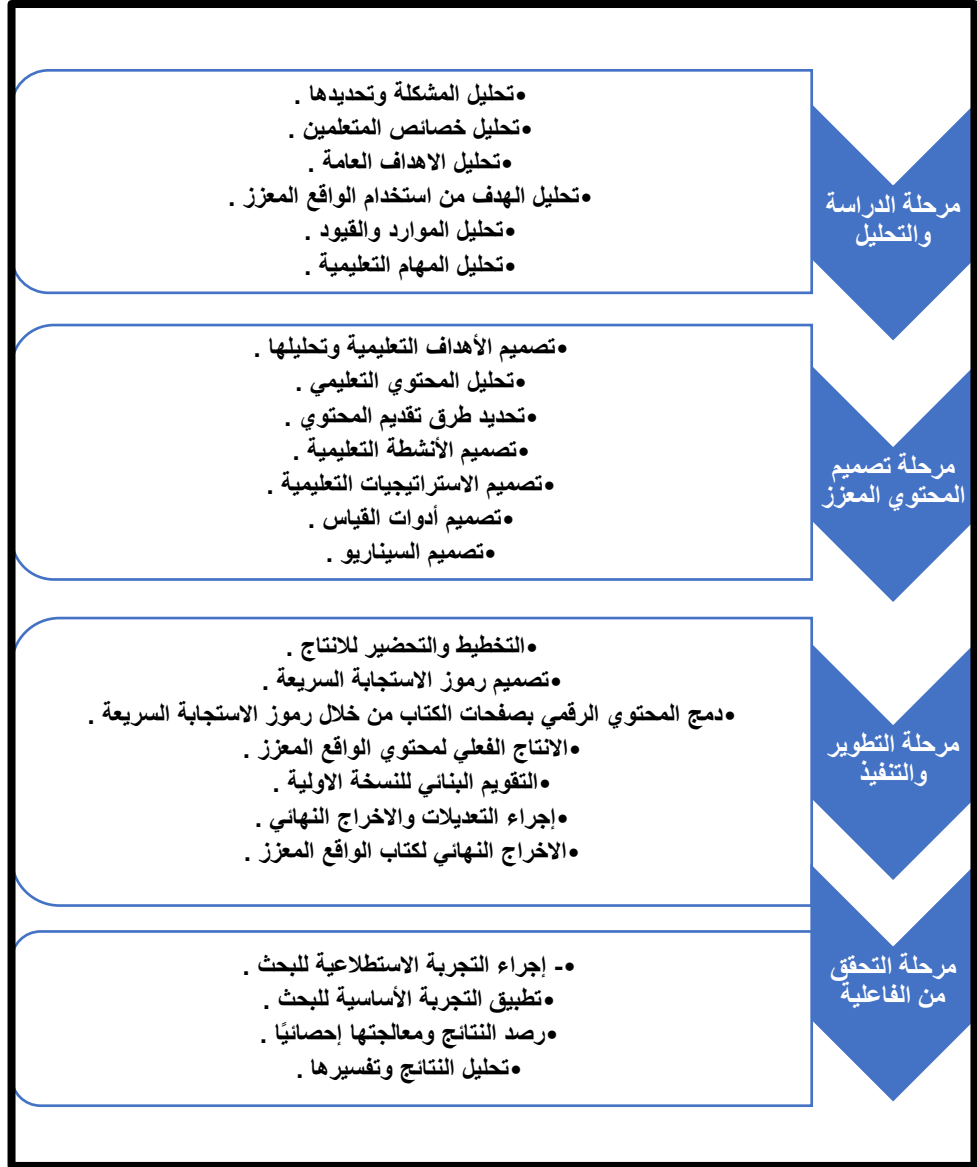 مرحلة الدراسة
والتحليل
•تحليل المشكلة وتحديدها .
•تحليل خصائص المتعلمين .
•تحليل الاهداف العامة .
•تحليل الهدف من استخدام الواقع المعزز .
•تحليل الموارد والقيود .
•تحليل المهام التعليمية .
مرحلة تصميم
المحتوي المعزز
•تصميم الأهداف التعليمية وتحليلها .
•تحليل المحتوي التعليمي .
•تحديد طرق تقديم المحتوي .
•تصميم الأنشطة التعليمية .
•تصميم الاستراتيجيات التعليمية .
•تصميم أدوات القياس .
•تصميم السيناريو .
مرحلة التطوير
والتنفيذ
•التخطيط والتحضير للانتاج .
•تصميم رموز الاستجابة السريعة .
•دمج المحتوي الرقمي بصفحات الكتاب من خلال رموز الاستجابة السريعة .
•الانتاج الفعلي لمحتوي الواقع المعزز .
•التقويم البنائي للنسخة الاولية .
•إجراء التعديلات والاخراج النهائي .
•الاخراج النهائي لكتاب الواقع المعزز .
مرحلة التحقق
من الفاعلية
•- إجراء التجربة الاستطلاعية للبحث .
•تطبيق التجربة الأساسية للبحث .
•رصد النتائج ومعالجتها إحصائيًا .
•تحليل النتائج وتفسيرها .